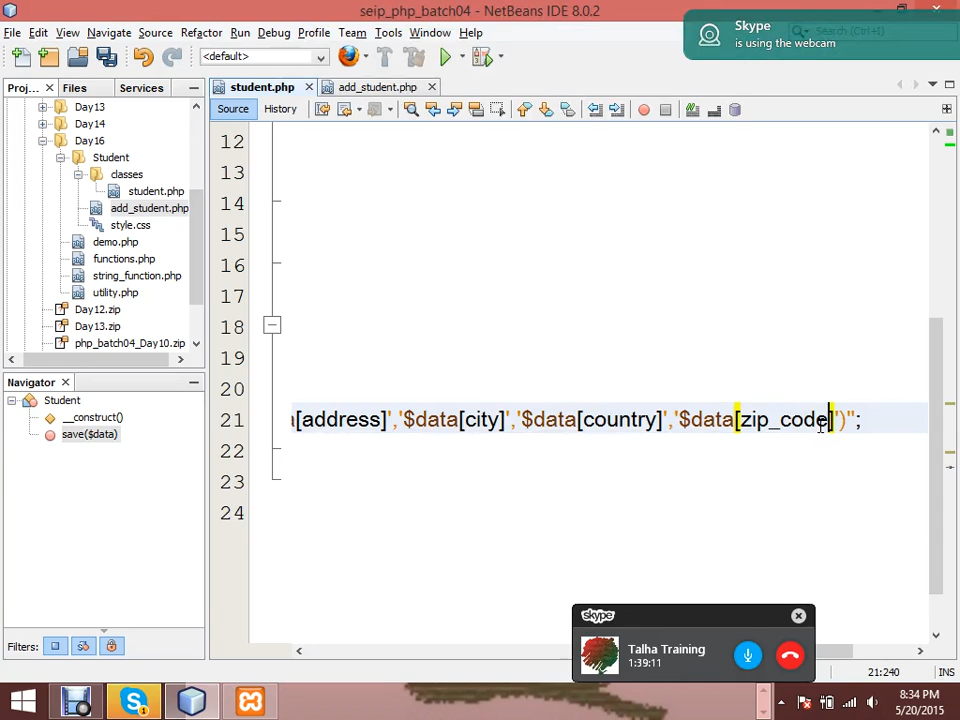 seip_php_batch04 - NetBeans IDE 8.0.2
Skype
is using the webcam
File Edit View Navigate Source Refactor Run Debug Profile Team Tools Window Help
<default>
Proj... Files Services
student.php add_student.php
Source History
Day13
Day14
Day16
Student
classes
student.php
add_student.php
style.css
demo.php
functions.php
string_function.php
utility.php
Day12.zip
Day13.zip
php_batch04_Day10.zip
12
13
14
15
16
17
18
19
20
21 [address]','$data[city]','$data[country]','$data[zip_code]')";
22
23
24
Navigator
Student
__construct()
save($data)
Filters:
skype
Talha Training
1:39:11
21:240 INS
8:34 PM
5/20/2015